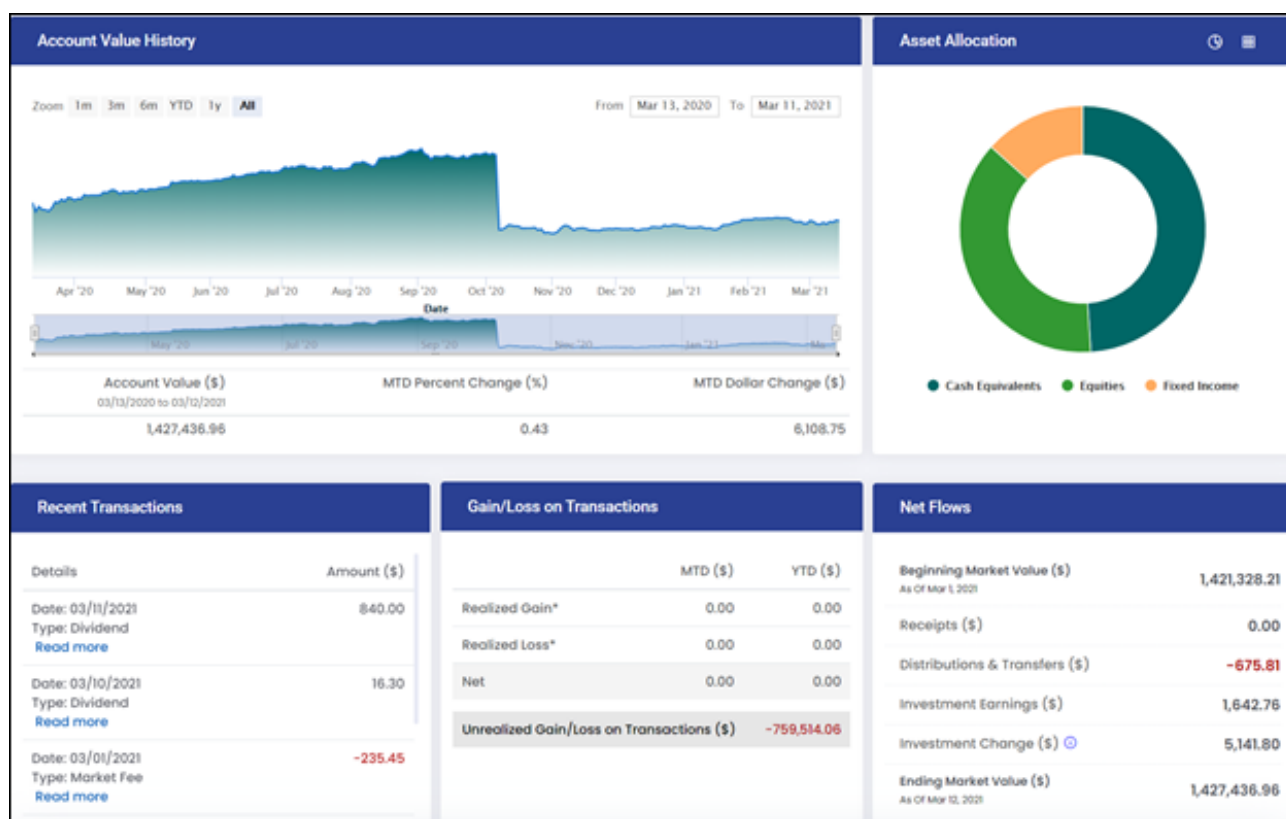 Account Value History
Zoom 1m 3m 6m YTD 1y All
From Mar 13, 2020 To Mar 11, 2021
Apr '20 May '20 Jun '20 Jul '20 Aug '20 Sep '20 Oct '20 Nov '20 Dec '20 Jan '21 Feb '21 Mar '21
Date
May '20 Jul '20 Sep '20 Nov '20 Jan '21
Account Value ($) MTD Percent Change (%) MTD Dollar Change ($)
03/13/2020 to 03/12/2021
1,427,436.96 0.43 6,108.75
Asset Allocation
Cash Equivalents Equities Fixed Income
Recent Transactions
Details Amount ($)
Date: 03/11/2021 840.00
Type: Dividend
Read more
Date: 03/10/2021 16.30
Type: Dividend
Read more
Date: 03/01/2021 -235.45
Type: Market Fee
Read more
Gain/Loss on Transactions
MTD ($) YTD ($)
Realized Gain* 0.00 0.00
Realized Loss* 0.00 0.00
Net 0.00 0.00
Unrealized Gain/Loss on Transactions ($) -759,514.06
Net Flows
Beginning Market Value ($) 1,421,328.21
As Of Mar 1, 2021
Receipts ($) 0.00
Distributions & Transfers ($) -675.81
Investment Earnings ($) 1,642.76
Investment Change ($) 5,141.80
Ending Market Value ($) 1,427,436.96
As Of Mar 12, 2021